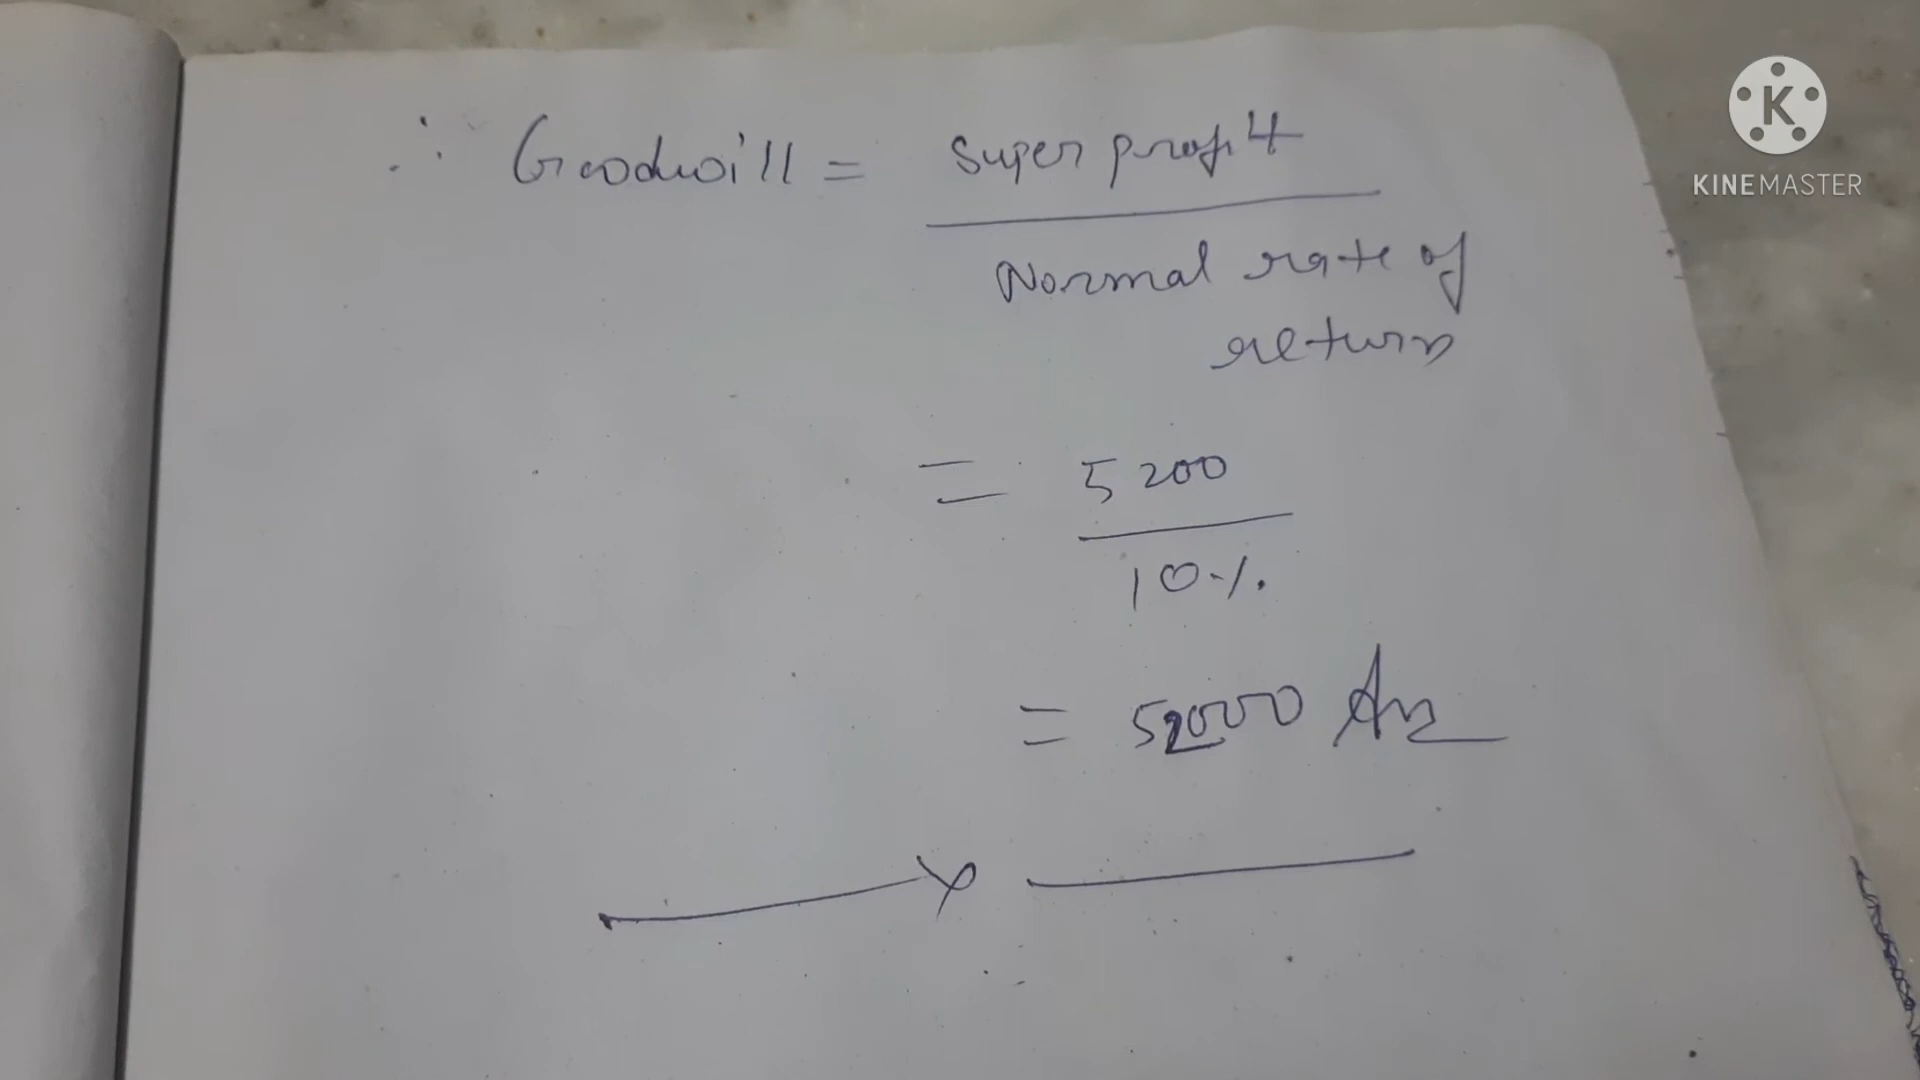 ∴ Goodwill = Super profit
Normal rate of
return
= 5200
10%
= 52000 Ans
x
K
KINEMASTER